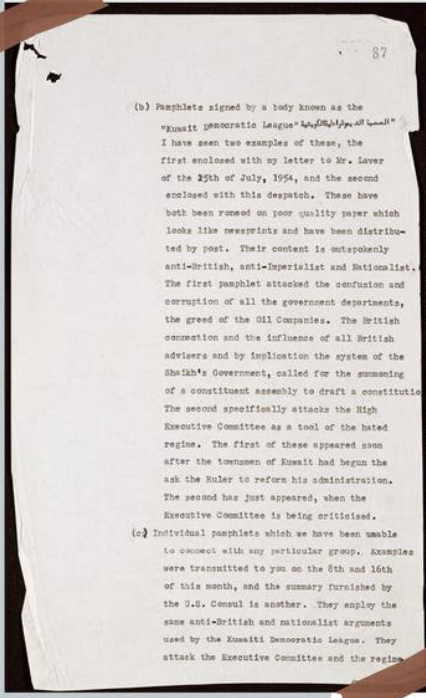 87
(b) Pamphlets signed by a body known as the
"Kuwait Democratic League"
I have seen two examples of these, the
first enclosed with my letter to Mr. Laver
of the 25th of July, 1954, and the second
enclosed with this despatch. These have
both been roneod on poor quality paper which
looks like newsprints and have been distribu-
ted by post. Their content is outspokenly
anti-British, anti-Imperialist and Nationalist.
The first pamphlet attacked the confusion and
corruption of all the government departments,
the greed of the Oil Companies. The British
connection and the influence of all British
advisers and by implication the system of the
Shaikh's Government, called for the summoning
of a constituent assembly to draft a constitutio
The second specifically attacks the High
Executive Committee as a tool of the hated
regime. The first of these appeared soon
after the townsmen of Kuwait had begun the
ask the Ruler to reform his administration.
The second has just appeared, when the
Executive Committee is being criticised.
(c) Individual pamphlets which we have been unable
to connect with any particular group. Examples
were transmitted to you on the 8th and 16th
of this month, and the summary furnished by
the U.S. Consul is another. They employ the
same anti-British and nationalist arguments
used by the Kuwaiti Democratic League. They
attack the Executive Committee and the regime